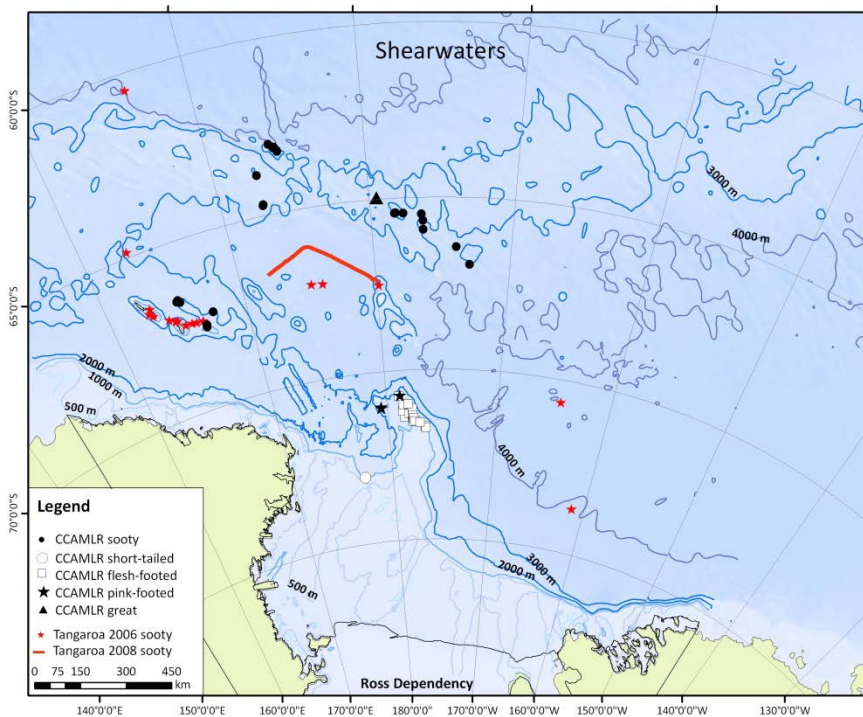 Shearwaters
60°0'0"S
3000 m
4000 m
65°0'0"S
2000 m
1000 m
500 m
4000 m
70°0'0"S
3000 m
2000 m
500 m
Legend
CCAMLR sooty
CCAMLR short-tailed
CCAMLR flesh-footed
CCAMLR pink-footed
CCAMLR great
Tangaroa 2006 sooty
Tangaroa 2008 sooty
0 75 150 300 450
km
Ross Dependency
140°0'0"E 150°0'0"E 160°0'0"E 170°0'0"E 180°0'0" 170°0'0"W 160°0'0"W 150°0'0"W 140°0'0"W 130°0'0"W